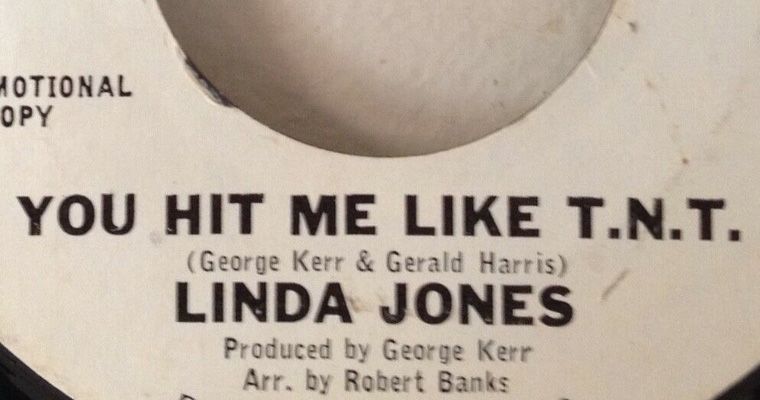 MOTIONAL
OPY
YOU HIT ME LIKE T.N.T.
(George Kerr & Gerald Harris)
LINDA JONES
Produced by George Kerr
Arr. by Robert Banks